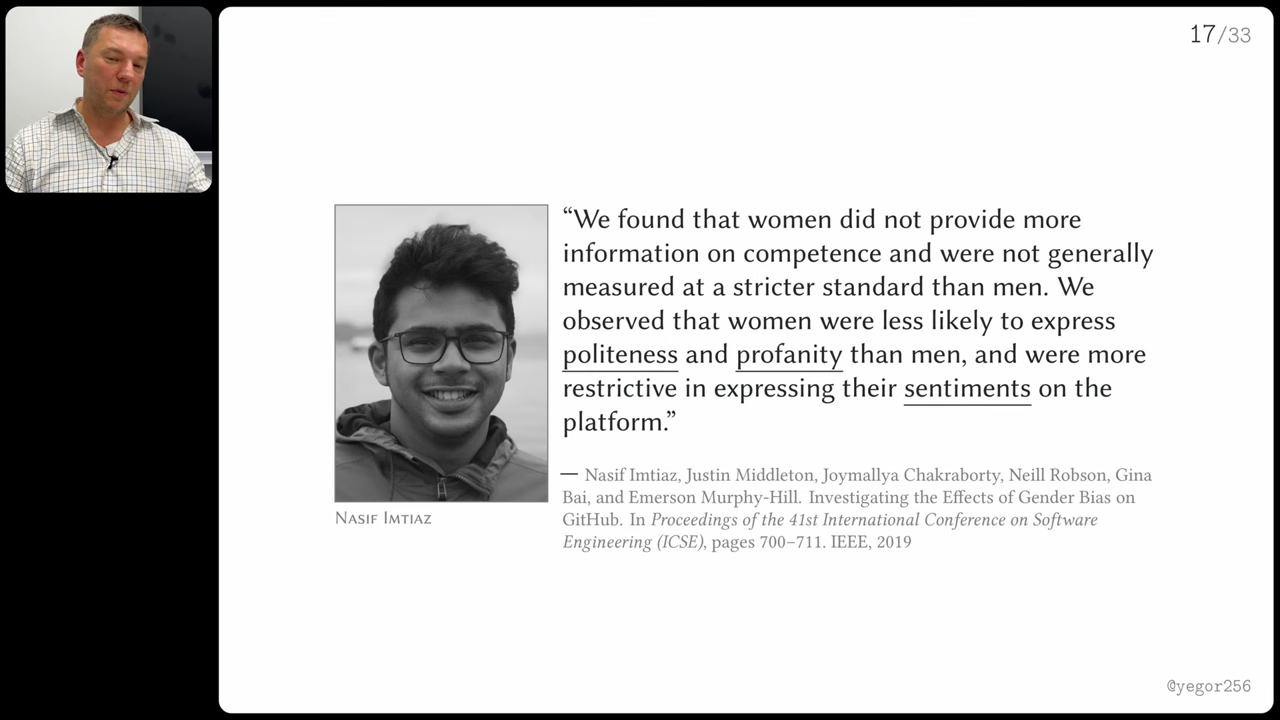 17/33
“We found that women did not provide more
information on competence and were not generally
measured at a stricter standard than men. We
observed that women were less likely to express
politeness and profanity than men, and were more
restrictive in expressing their sentiments on the
platform.”
— Nasif Imtiaz, Justin Middleton, Joymallya Chakraborty, Neill Robson, Gina
Bai, and Emerson Murphy-Hill. Investigating the Effects of Gender Bias on
GitHub. In Proceedings of the 41st International Conference on Software
Engineering (ICSE), pages 700–711. IEEE, 2019
Nasif Imtiaz
@yegor256